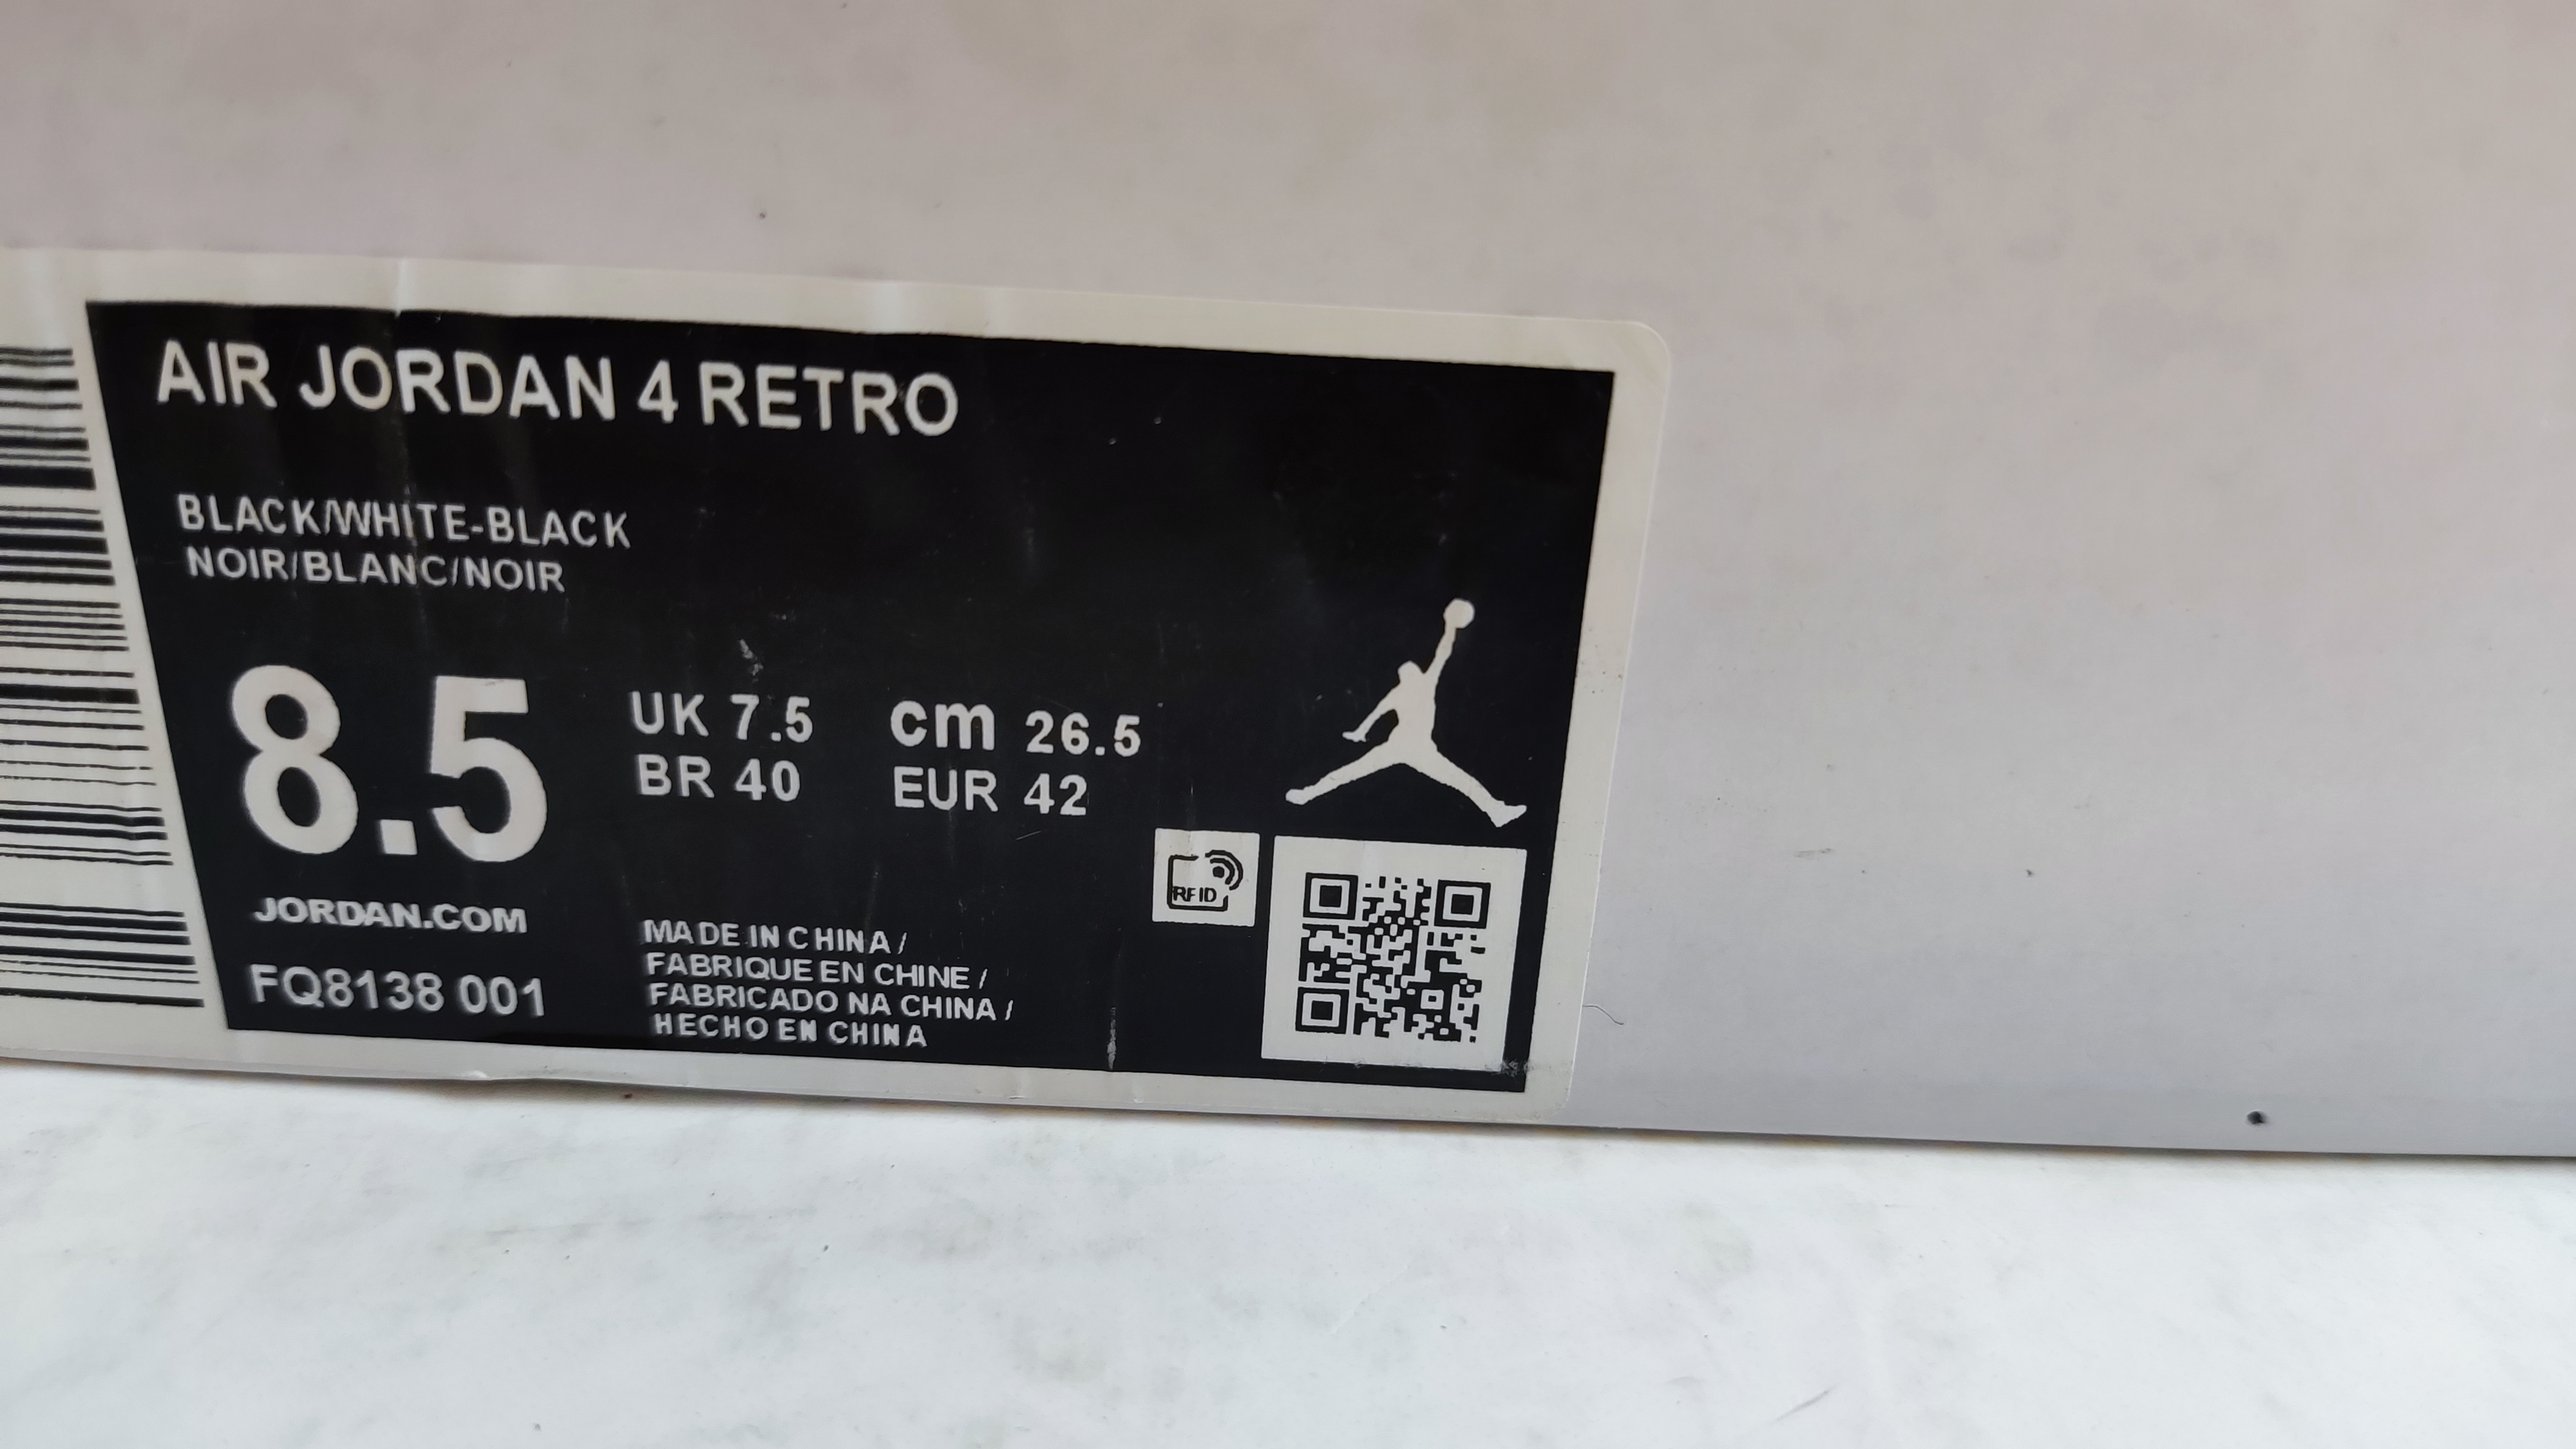 AIR JORDAN 4 RETRO
BLACK/WHITE-BLACK
NOIR/BLANC/NOIR
8.5
UK 7.5 cm 26.5
BR 40 EUR 42
RFID
JORDAN.COM
FQ8138 001
MADE IN CHINA /
FABRIQUE EN CHINE /
FABRICADO NA CHINA /
HECHO EN CHINA